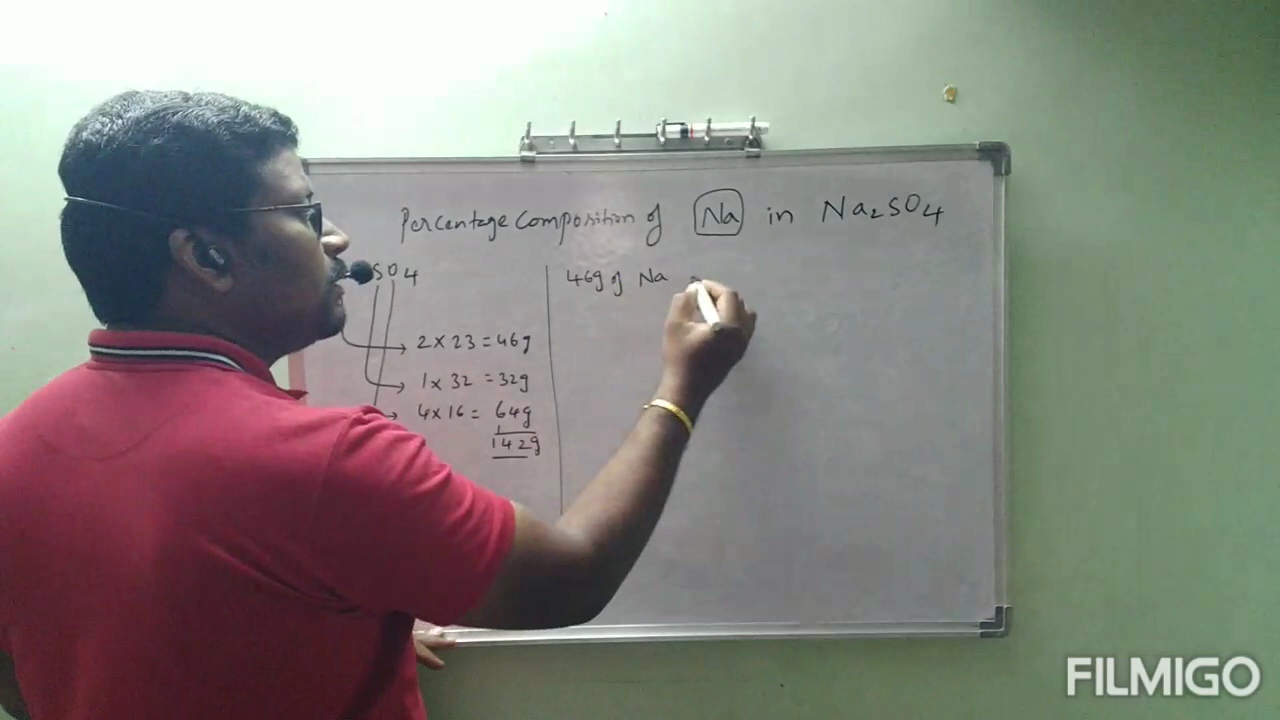 Percentage Composition of Na in Na₂SO₄
SO₄
2 × 23 = 46g
1 × 32 = 32g
4 × 16 = 64g
142g
46g of Na
FILMIGO